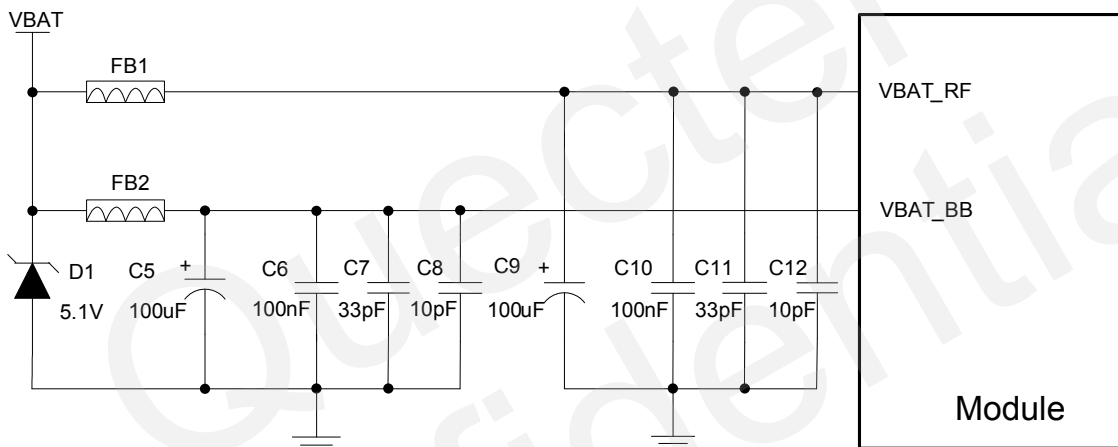 VBAT
FB1
VBAT_RF
FB2
VBAT_BB
D1
5.1V
C5
+
100uF
C6
100nF
C7
33pF
C8
10pF
C9
+
100uF
C10
100nF
C11
33pF
C12
10pF
Module
Quectel